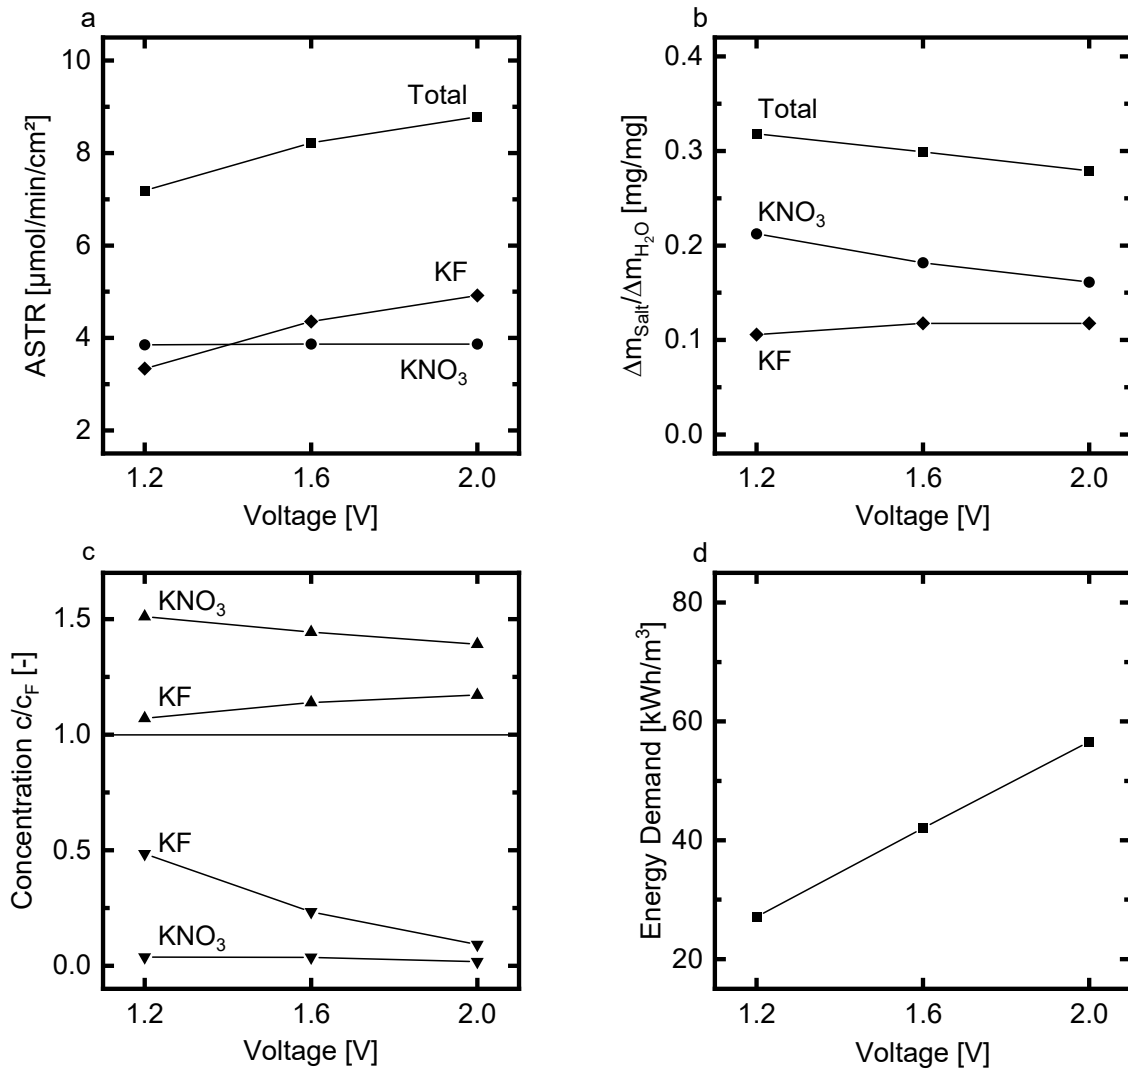 a
10
8
6
4
2
ASTR [µmol/min/cm²]
Total
KF
KNO₃
1.2
1.6
2.0
Voltage [V]
b
0.4
0.3
0.2
0.1
0.0
Δm_Salt/Δm_H₂O [mg/mg]
Total
KNO₃
KF
1.2
1.6
2.0
Voltage [V]
c
1.5
1.0
0.5
0.0
Concentration c/c_F [-]
KNO₃
KF
KF
KNO₃
1.2
1.6
2.0
Voltage [V]
d
80
60
40
20
Energy Demand [kWh/m³]
1.2
1.6
2.0
Voltage [V]